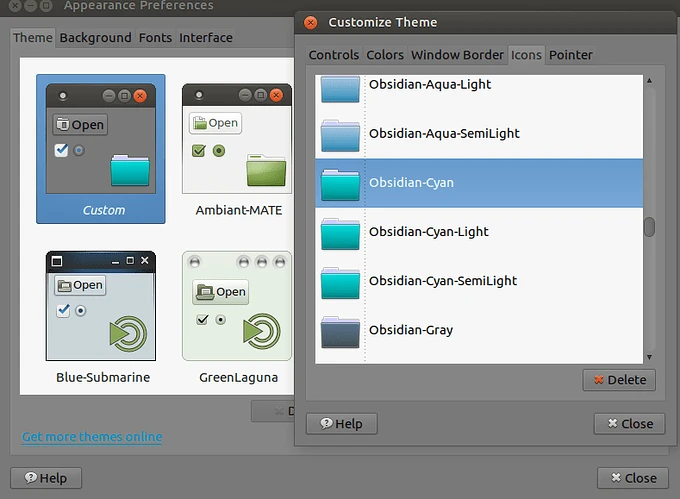 Appearance Preferences
Theme Background Fonts Interface
Open
Custom
Open
Ambiant-MATE
Open
Blue-Submarine
Open
GreenLaguna
Get more themes online
Help
Close
Customize Theme
Controls Colors Window Border Icons Pointer
Obsidian-Aqua-Light
Obsidian-Aqua-SemiLight
Obsidian-Cyan
Obsidian-Cyan-Light
Obsidian-Cyan-SemiLight
Obsidian-Gray
Delete
Help
Close